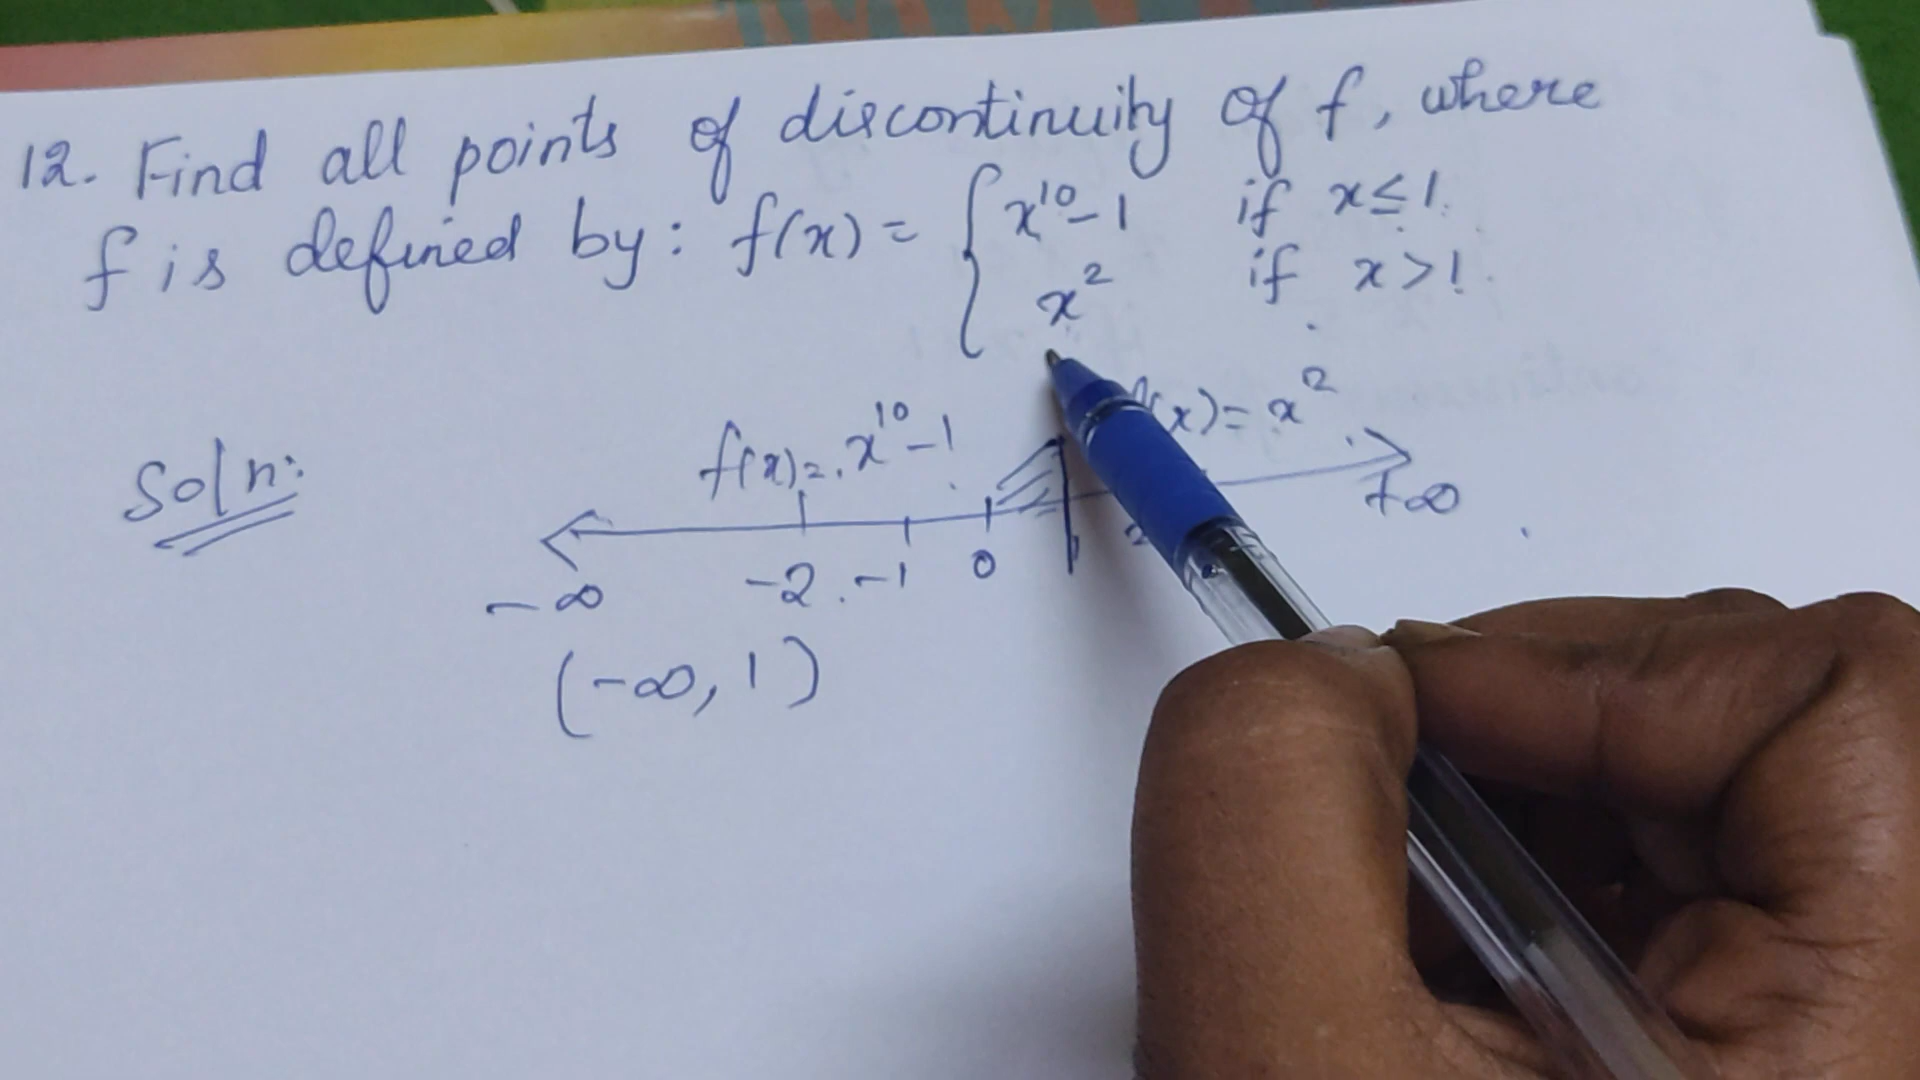 12. Find all points of discontinuity of f, where
f is defined by: f(x) = { x¹⁰-1 if x≤1.
x² if x>1.
f(x)=x¹⁰-1 (x)=x²
Soln:
-∞ -2 -1 0 +∞
(-∞, 1)